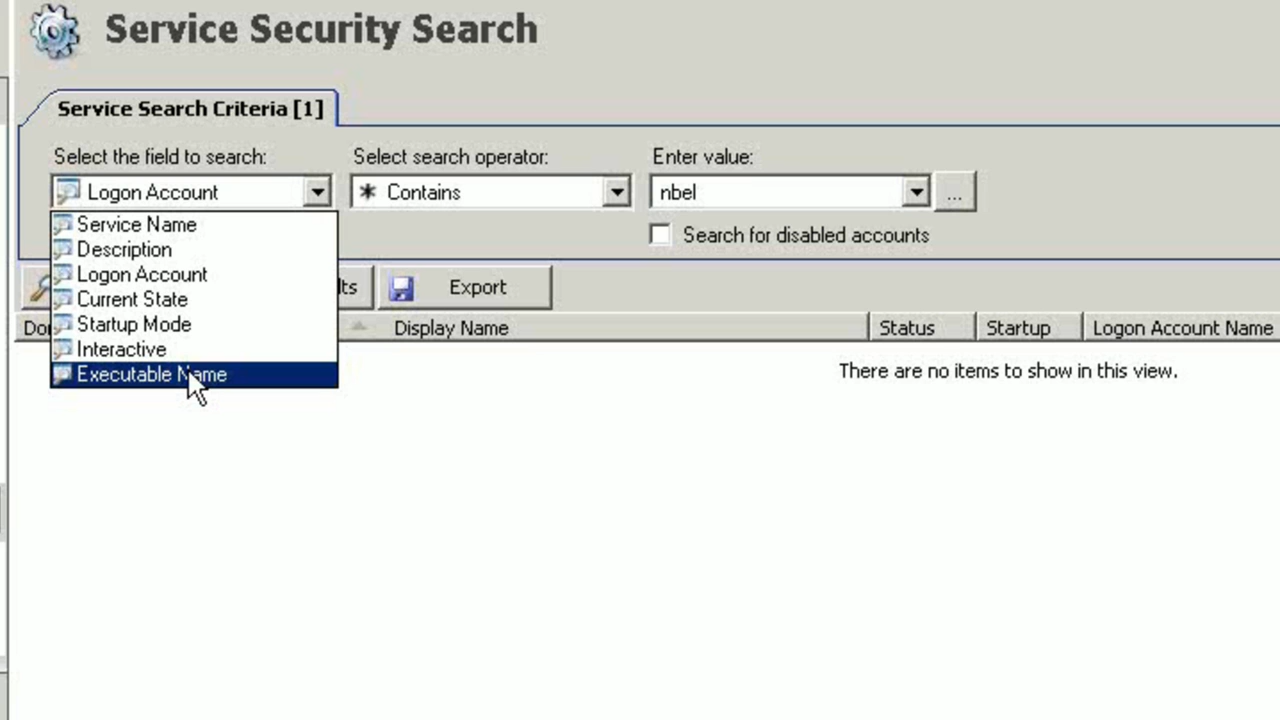 Service Security Search
Service Search Criteria [1]
Select the field to search: Select search operator: Enter value:
Logon Account Contains nbel ...
Service Name
Description
Logon Account
Current State
Startup Mode
Interactive
Executable Name
Search for disabled accounts
Export
Display Name Status Startup Logon Account Name
There are no items to show in this view.